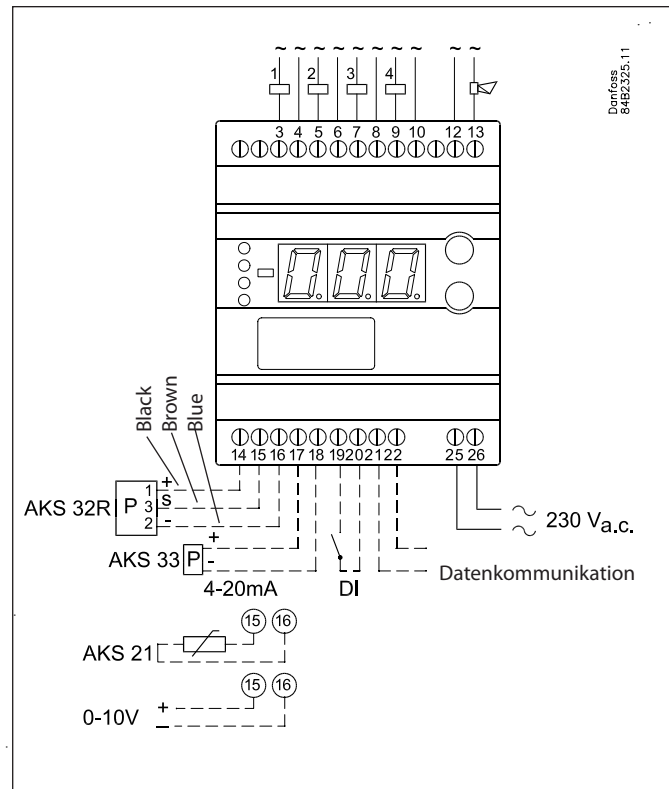 ~ ~ ~ ~ ~ ~ ~ ~ ~ ~
1 2 3 4
Danfoss
84B2325.11
3 4 5 6 7 8 9 10 12 13
000
Black
Brown
Blue
14 15 16 17 18 19 20 21 22 25 26
AKS 32R P 1 + 3 S 2 -
230 Va.c.
AKS 33 P + -
4-20mA
DI
Datenkommunikation
15 16
AKS 21
15 16
0-10V + –